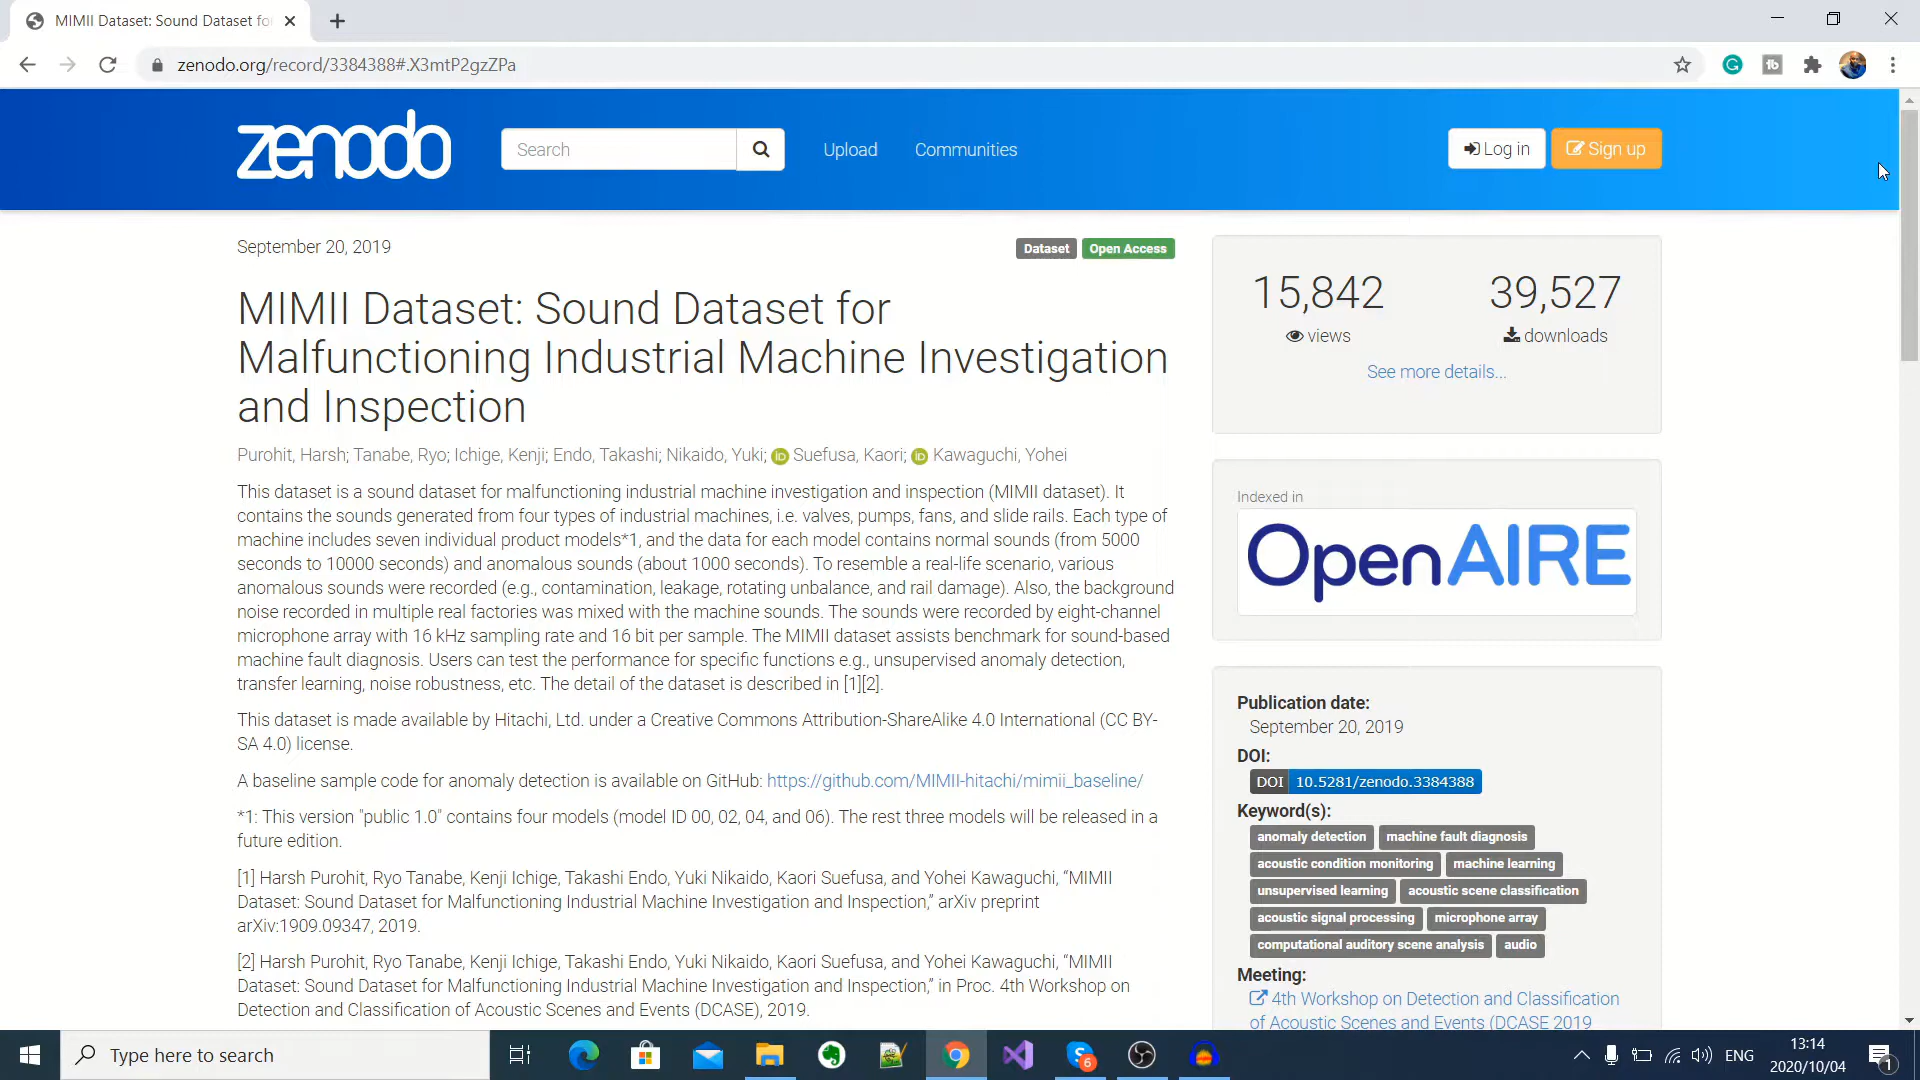 MIMII Dataset: Sound Dataset fo
zenodo.org/record/3384388#.X3mtP2gzZPa
zenodo
Search
Upload
Communities
Log in
Sign up
September 20, 2019
Dataset
Open Access
MIMII Dataset: Sound Dataset for
Malfunctioning Industrial Machine Investigation
and Inspection
Purohit, Harsh; Tanabe, Ryo; Ichige, Kenji; Endo, Takashi; Nikaido, Yuki; iD Suefusa, Kaori; iD Kawaguchi, Yohei
This dataset is a sound dataset for malfunctioning industrial machine investigation and inspection (MIMII dataset). It
contains the sounds generated from four types of industrial machines, i.e. valves, pumps, fans, and slide rails. Each type of
machine includes seven individual product models*1, and the data for each model contains normal sounds (from 5000
seconds to 10000 seconds) and anomalous sounds (about 1000 seconds). To resemble a real-life scenario, various
anomalous sounds were recorded (e.g., contamination, leakage, rotating unbalance, and rail damage). Also, the background
noise recorded in multiple real factories was mixed with the machine sounds. The sounds were recorded by eight-channel
microphone array with 16 kHz sampling rate and 16 bit per sample. The MIMII dataset assists benchmark for sound-based
machine fault diagnosis. Users can test the performance for specific functions e.g., unsupervised anomaly detection,
transfer learning, noise robustness, etc. The detail of the dataset is described in [1][2].
This dataset is made available by Hitachi, Ltd. under a Creative Commons Attribution-ShareAlike 4.0 International (CC BY-
SA 4.0) license.
A baseline sample code for anomaly detection is available on GitHub: https://github.com/MIMII-hitachi/mimii_baseline/
*1: This version "public 1.0" contains four models (model ID 00, 02, 04, and 06). The rest three models will be released in a
future edition.
[1] Harsh Purohit, Ryo Tanabe, Kenji Ichige, Takashi Endo, Yuki Nikaido, Kaori Suefusa, and Yohei Kawaguchi, “MIMII
Dataset: Sound Dataset for Malfunctioning Industrial Machine Investigation and Inspection,” arXiv preprint
arXiv:1909.09347, 2019.
[2] Harsh Purohit, Ryo Tanabe, Kenji Ichige, Takashi Endo, Yuki Nikaido, Kaori Suefusa, and Yohei Kawaguchi, “MIMII
Dataset: Sound Dataset for Malfunctioning Industrial Machine Investigation and Inspection,” in Proc. 4th Workshop on
Detection and Classification of Acoustic Scenes and Events (DCASE), 2019.
15,842
39,527
views
downloads
See more details...
Indexed in
OpenAIRE
Publication date:
September 20, 2019
DOI:
DOI 10.5281/zenodo.3384388
Keyword(s):
anomaly detection
machine fault diagnosis
acoustic condition monitoring
machine learning
unsupervised learning
acoustic scene classification
acoustic signal processing
microphone array
computational auditory scene analysis
audio
Meeting:
4th Workshop on Detection and Classification
of Acoustic Scenes and Events (DCASE 2019
Type here to search
6
ENG
13:14
2020/10/04
1